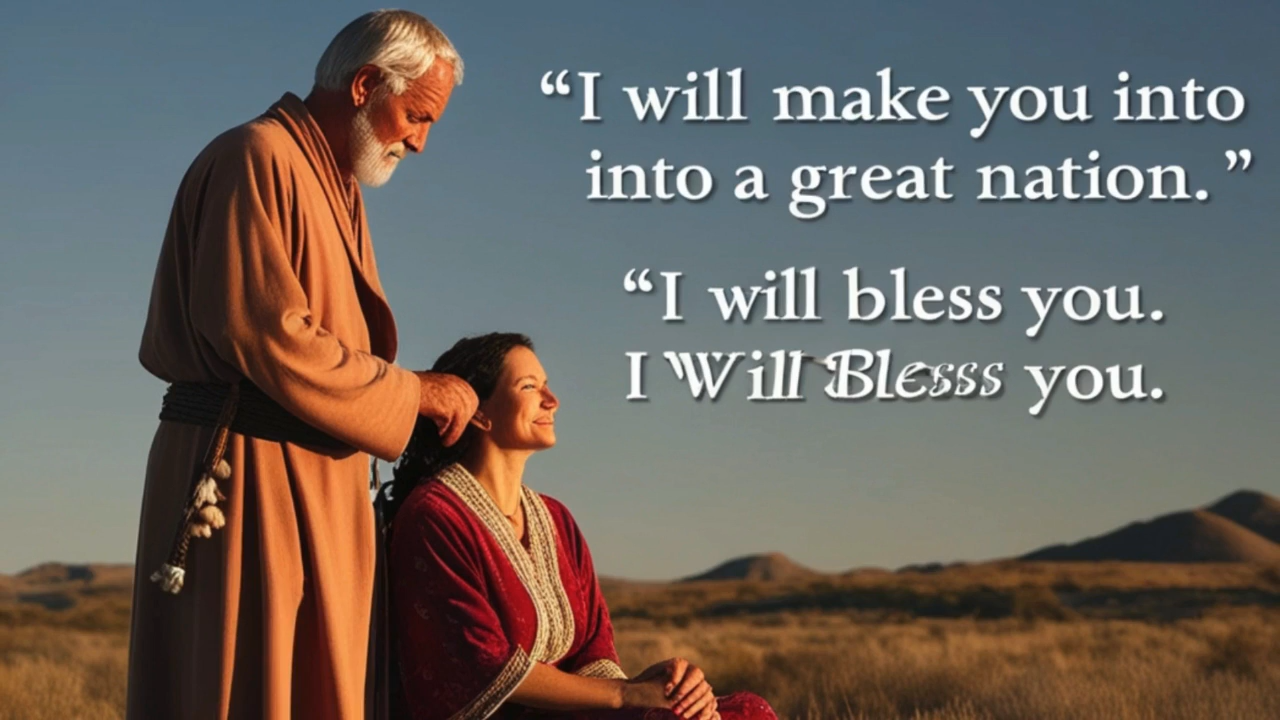 “I will make you into
into a great nation.”
“I will bless you.
I Will Blesss you.